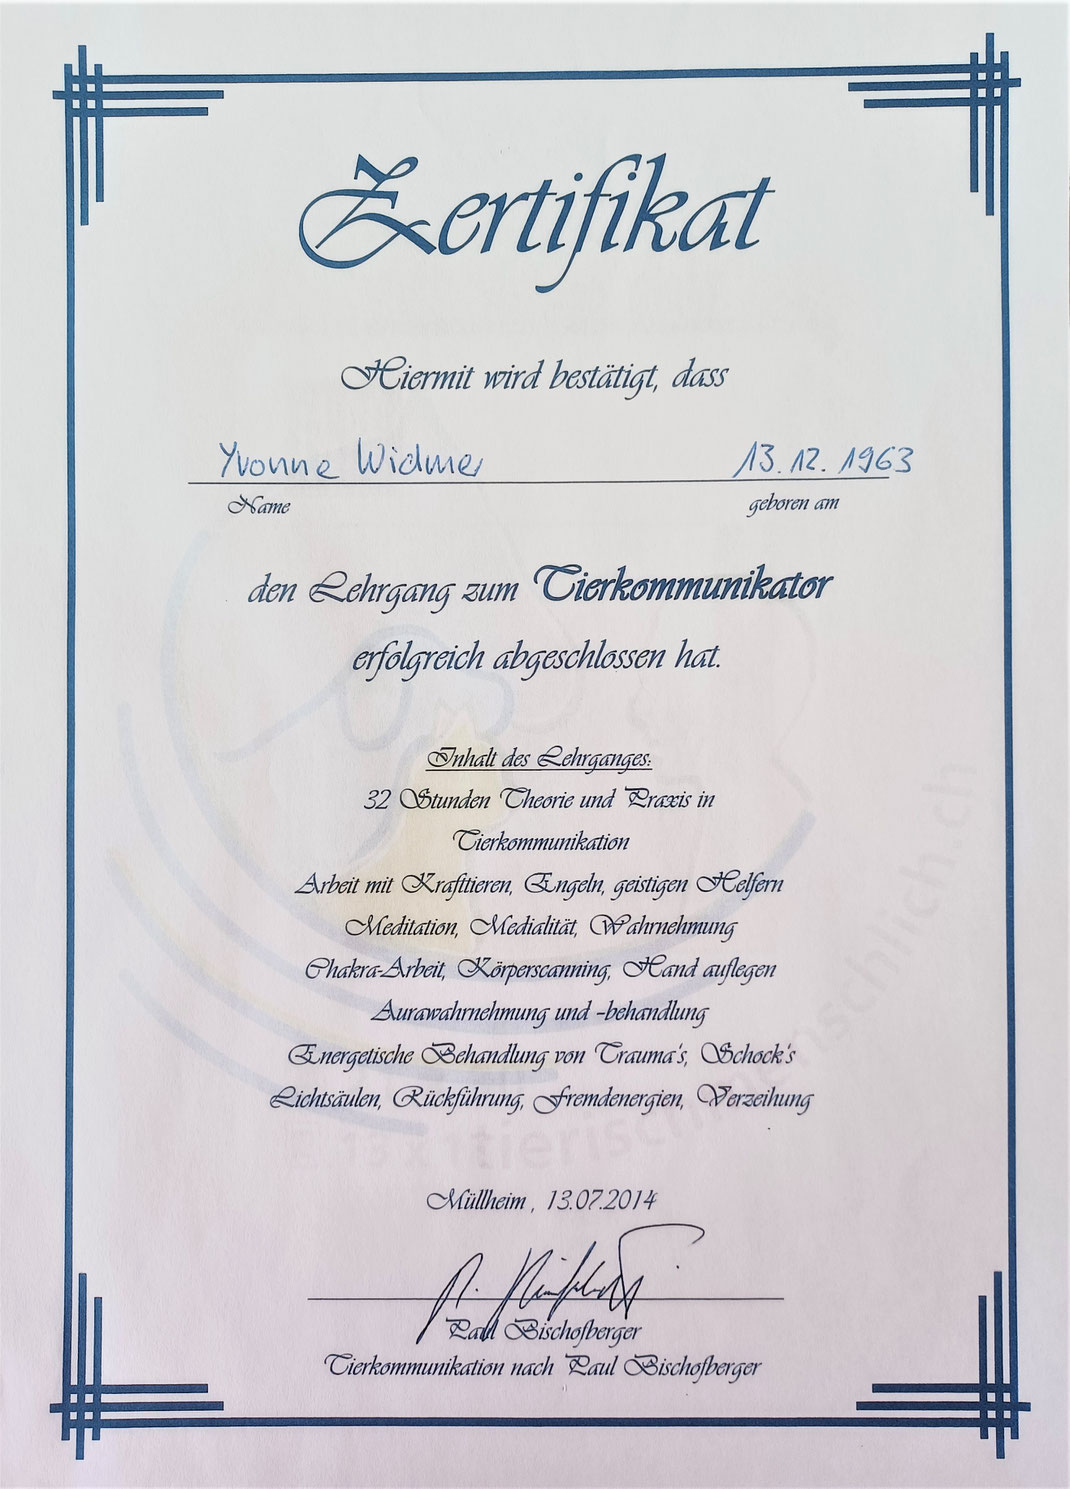 Zertifikat
Hiermit wird bestätigt, dass
Yvonne Widmer 13.12.1963
Name geboren am
den Lehrgang zum Tierkommunikator
erfolgreich abgeschlossen hat.
Inhalt des Lehrganges:
32 Stunden Theorie und Praxis in
Tierkommunikation
Arbeit mit Krafttieren, Engeln, geistigen Helfern
Meditation, Medialität, Wahrnehmung
Chakra-Arbeit, Körperscanning, Hand auflegen
Aurawahrnehmung und -behandlung
Energetische Behandlung von Trauma's, Schock's
Lichtsäulen, Rückführung, Fremdenergien, Verzeihung
Müllheim, 13.07.2014
Paul Bischofberger
Tierkommunikation nach Paul Bischofberger